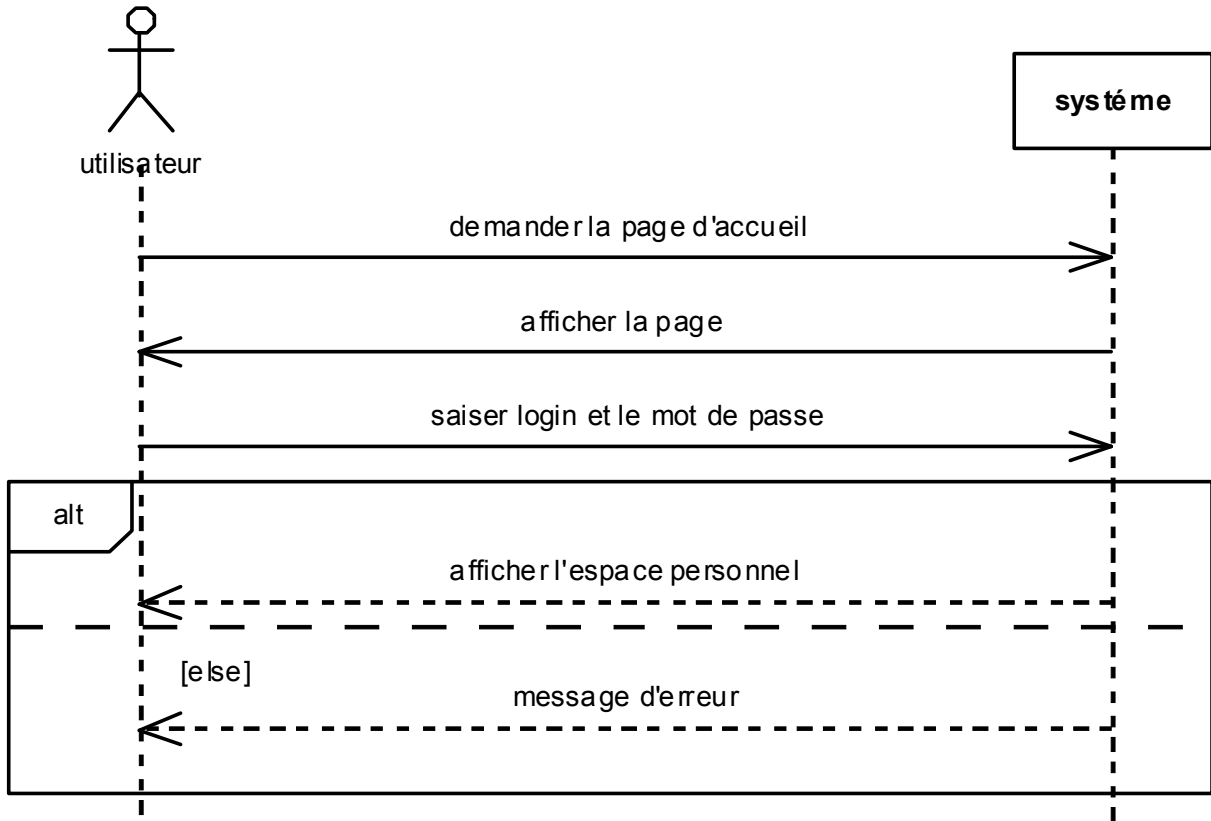 utilisateur
systéme
demander la page d'accueil
afficher la page
saiser login et le mot de passe
alt
afficher l'espace personnel
[else]
message d'erreur